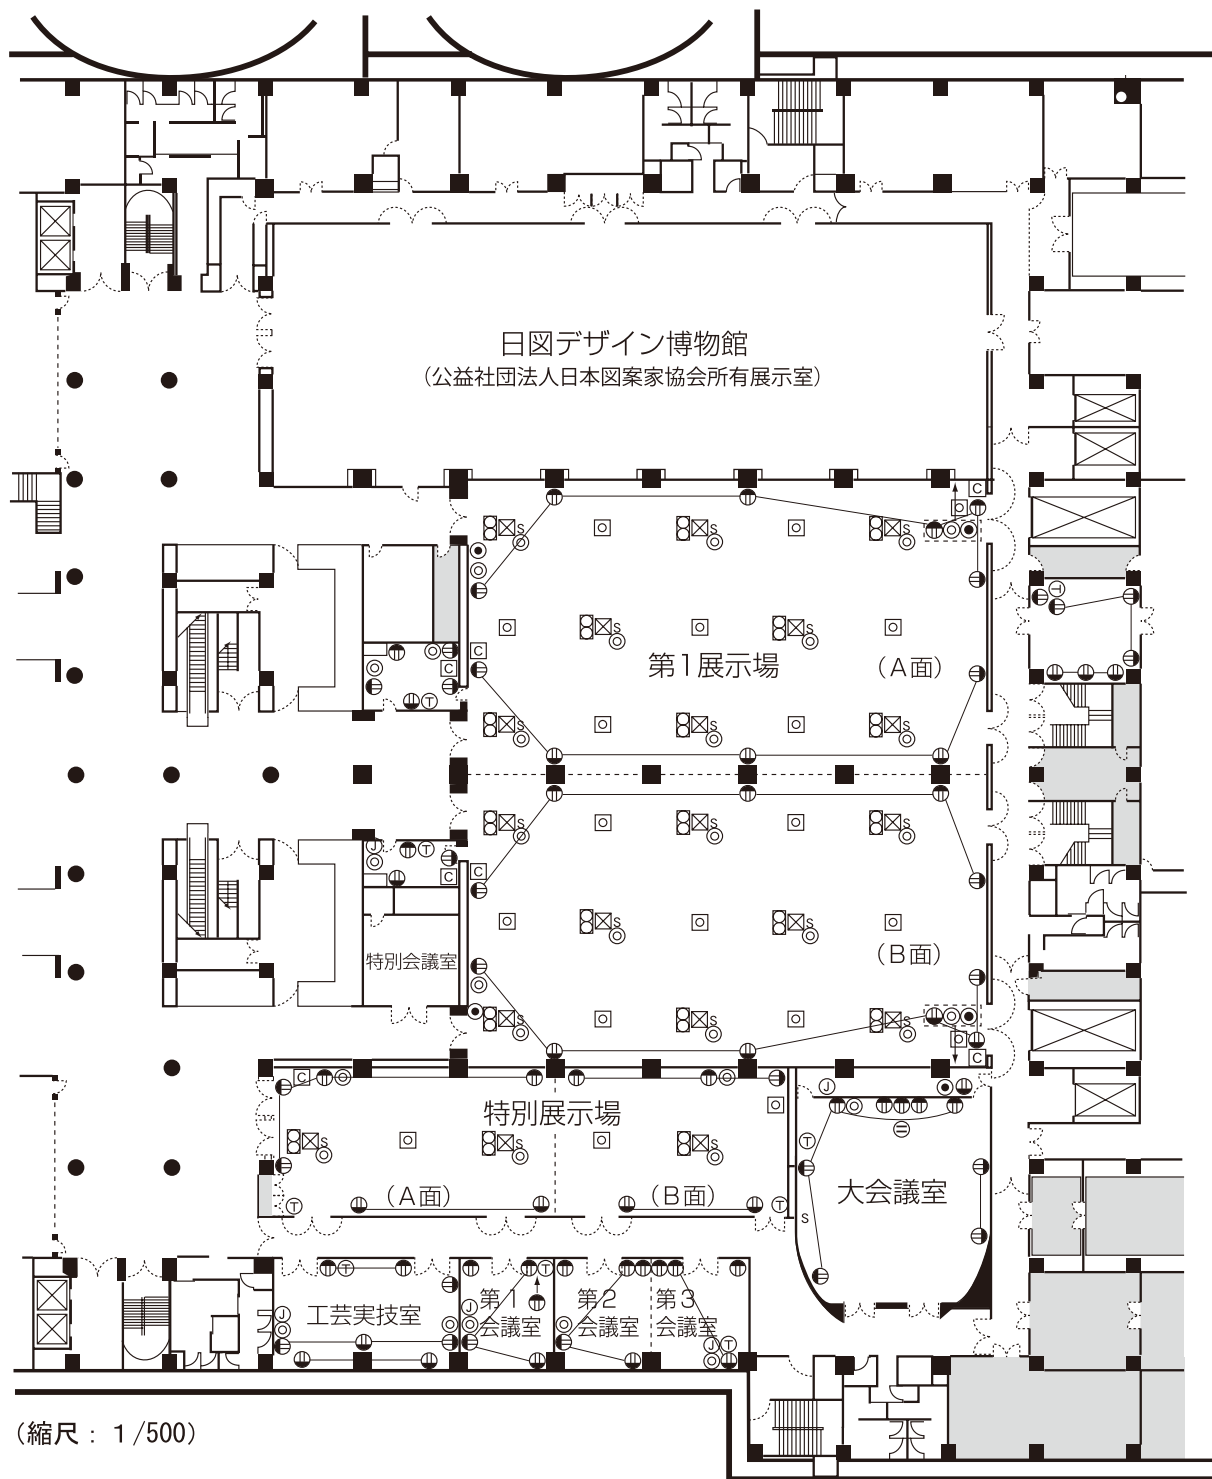 日図デザイン博物館
(公益社団法人日本図案家協会所有展示室)
第1展示場
(A面)
(B面)
特別会議室
特別展示場
(A面)
(B面)
大会議室
工芸実技室
第1
会議室
第2
会議室
第3
会議室
(縮尺：1/500)